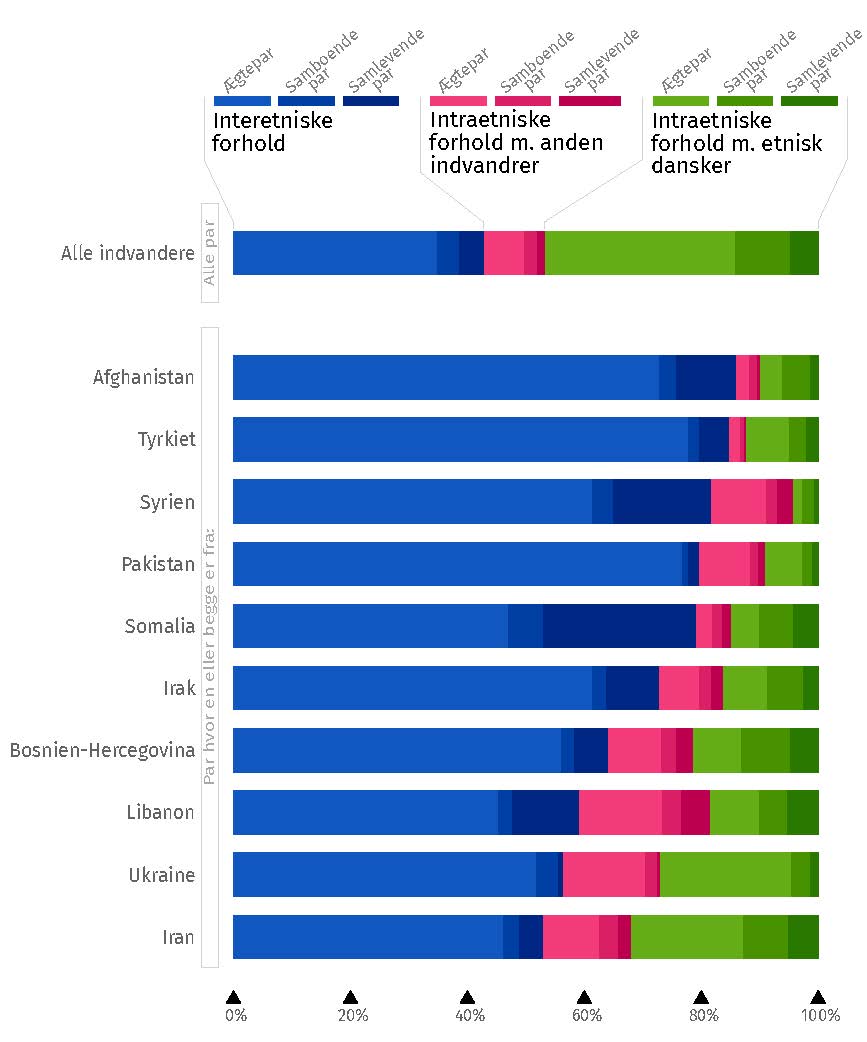 Ægtepar
Samboende
par
Samlevende
par
Ægtepar
Samboende
par
Samlevende
par
Ægtepar
Samboende
par
Samlevende
par
Interetniske
forhold
Intraetniske
forhold m. anden
indvandrer
Intraetniske
forhold m. etnisk
dansker
Alle par
Alle indvandere
Par hvor en eller begge er fra:
Afghanistan
Tyrkiet
Syrien
Pakistan
Somalia
Irak
Bosnien-Hercegovina
Libanon
Ukraine
Iran
0%
20%
40%
60%
80%
100%